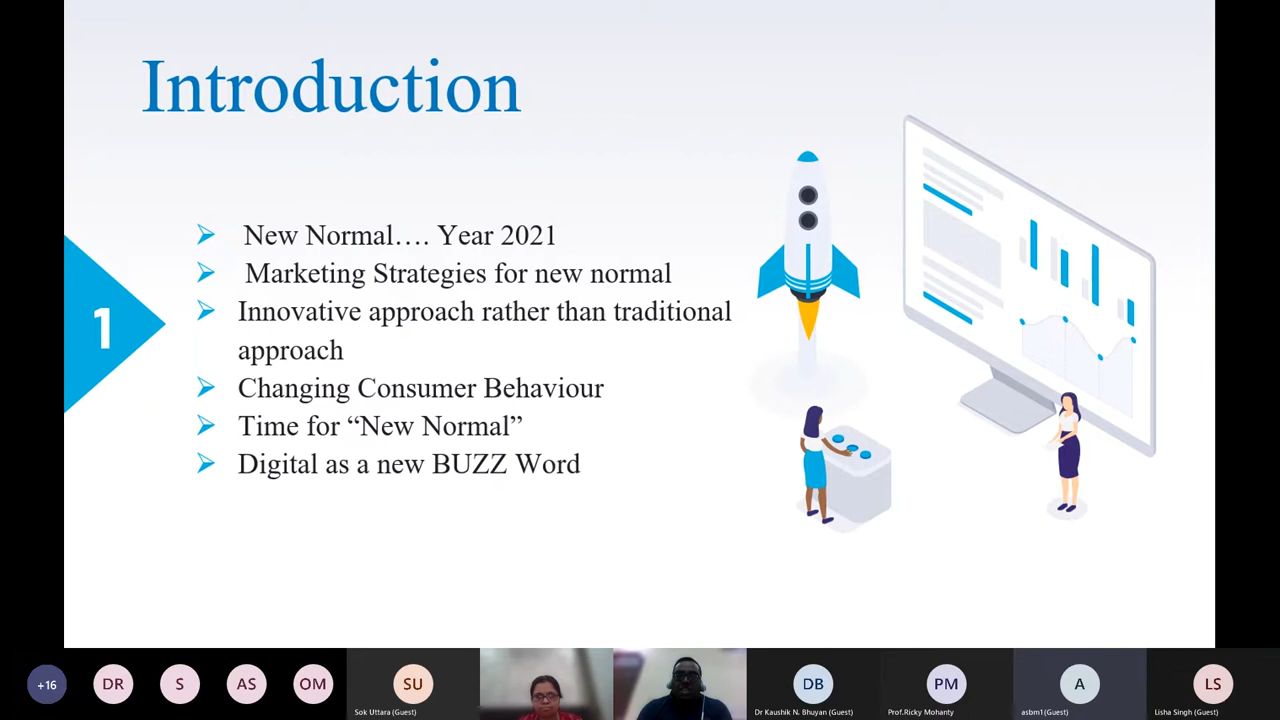 Introduction
1
New Normal…. Year 2021
Marketing Strategies for new normal
Innovative approach rather than traditional
approach
Changing Consumer Behaviour
Time for “New Normal”
Digital as a new BUZZ Word
+16
DR
S
AS
OM
SU
DB
PM
A
LS
Sok Uttara (Guest)
Dr Kaushik N. Bhuyan (Guest)
Prof.Ricky Mohanty
asbm1(Guest)
Lisha Singh (Guest)